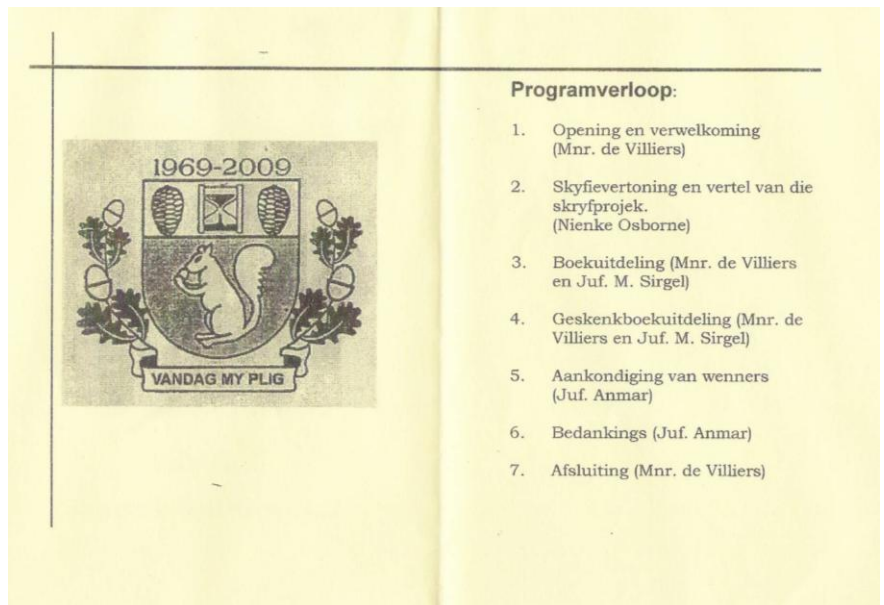 1969-2009
VANDAG MY PLIG
Programverloop:
1. Opening en verwelkoming
(Mnr. de Villiers)
2. Skyfievertoning en vertel van die
skryfprojek.
(Nienke Osborne)
3. Boekuitdeling (Mnr. de Villiers
en Juf. M. Sirgel)
4. Geskenkboekuitdeling (Mnr. de
Villiers en Juf. M. Sirgel)
5. Aankondiging van wenners
(Juf. Anmar)
6. Bedankings (Juf. Anmar)
7. Afsluiting (Mnr. de Villiers)